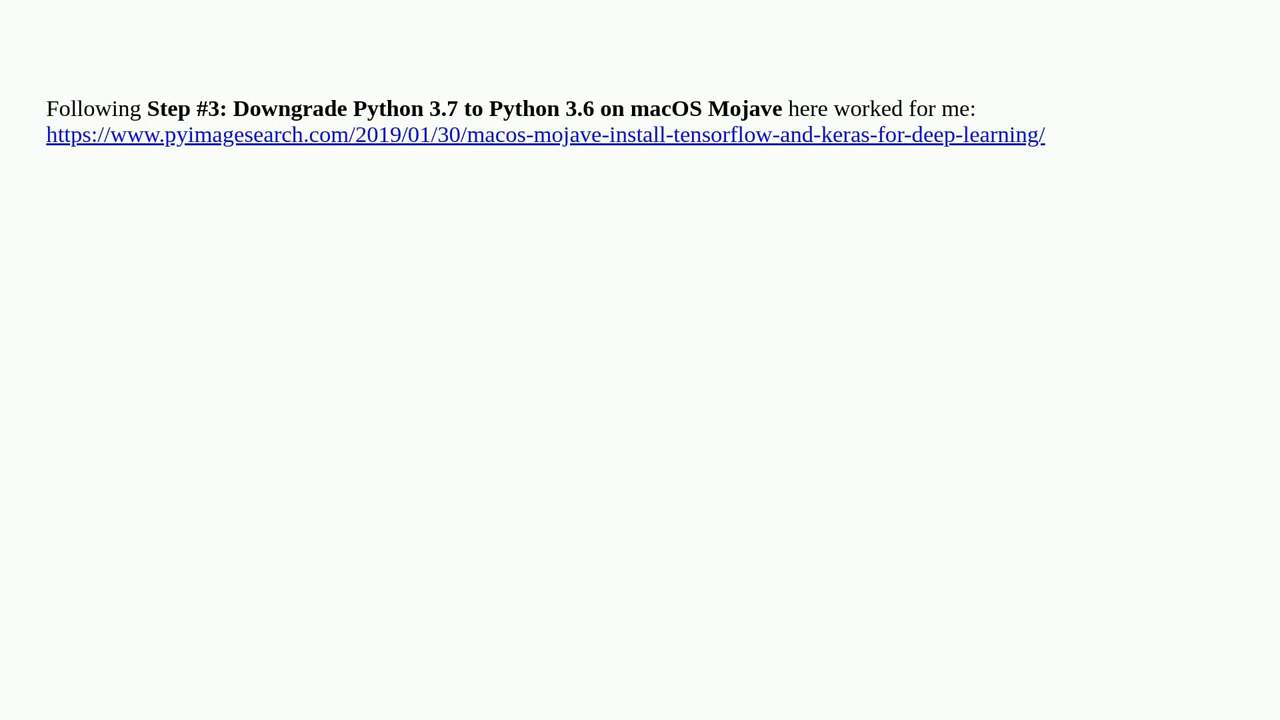 Following Step #3: Downgrade Python 3.7 to Python 3.6 on macOS Mojave here worked for me:
https://www.pyimagesearch.com/2019/01/30/macos-mojave-install-tensorflow-and-keras-for-deep-learning/